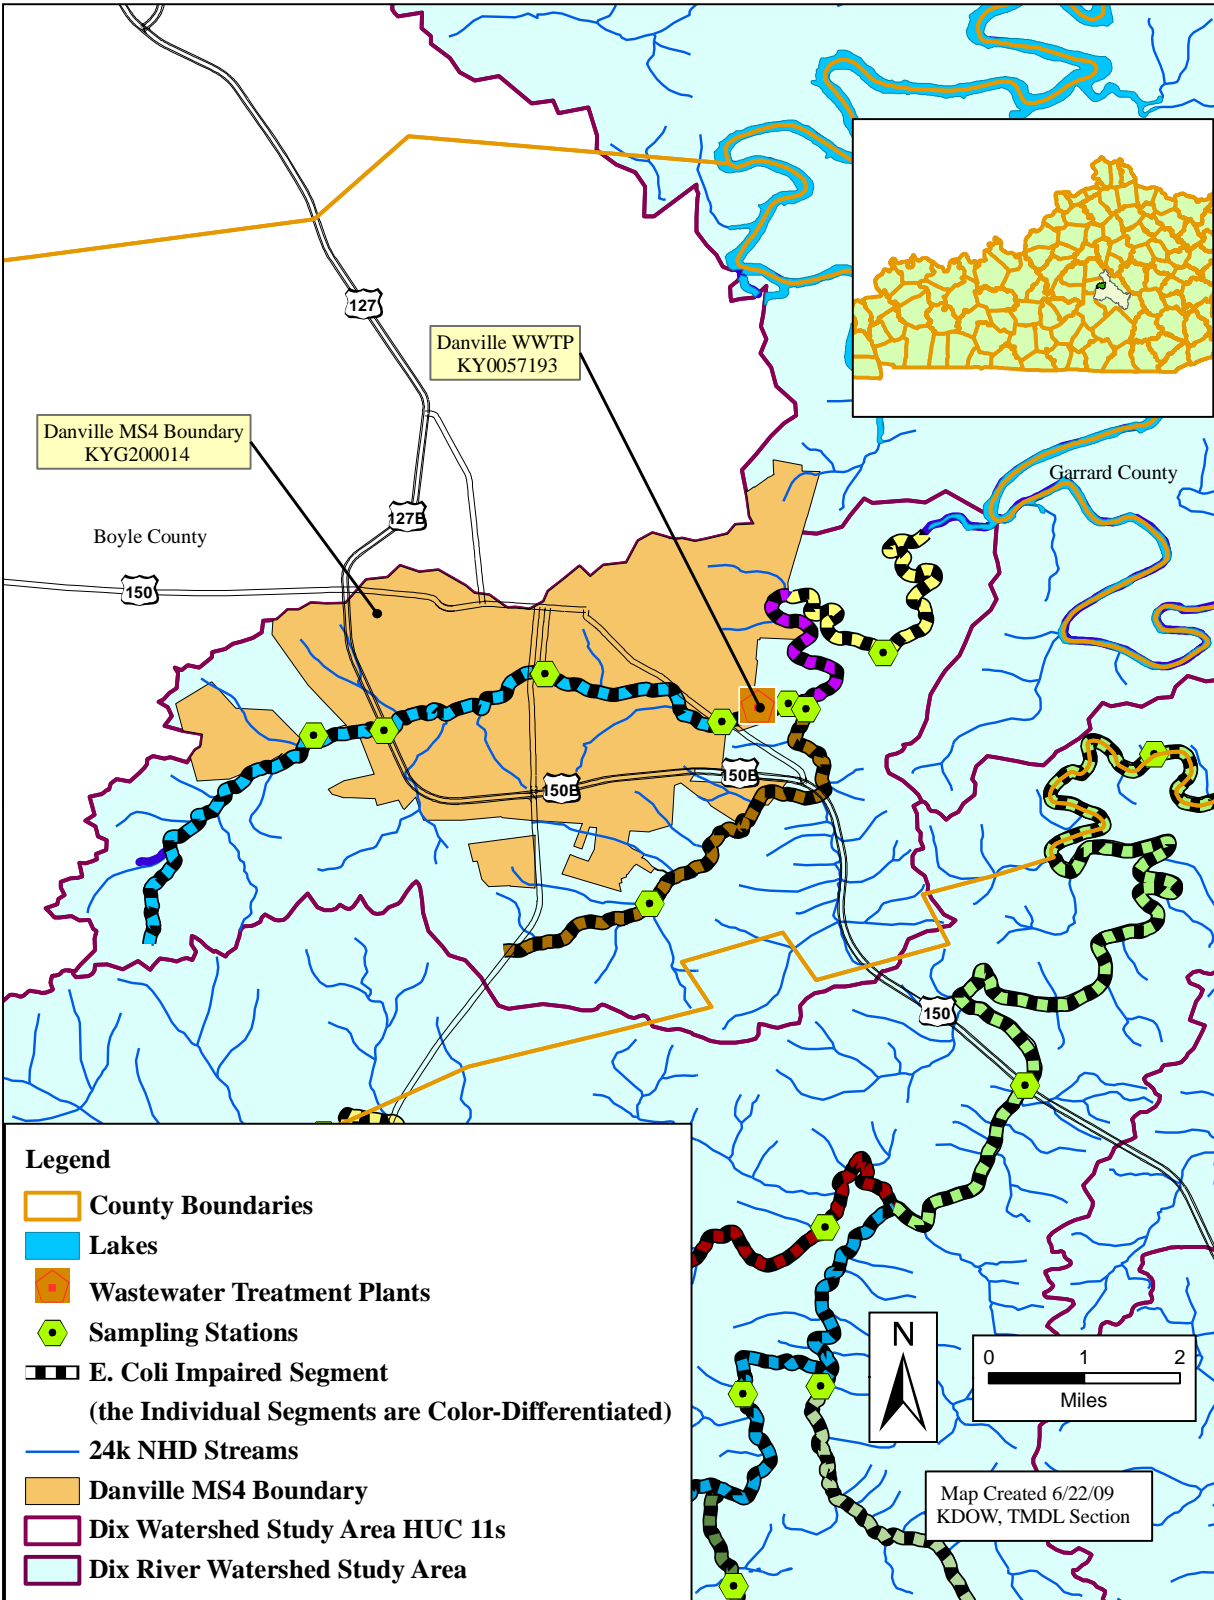 127
Danville WWTP
KY0057193
Danville MS4 Boundary
KYG200014
Garrard County
127B
Boyle County
150
150B
150B
150
Legend
County Boundaries
Lakes
Wastewater Treatment Plants
Sampling Stations
E. Coli Impaired Segment
(the Individual Segments are Color-Differentiated)
24k NHD Streams
Danville MS4 Boundary
Dix Watershed Study Area HUC 11s
Dix River Watershed Study Area
N
0 1 2
Miles
Map Created 6/22/09
KDOW, TMDL Section